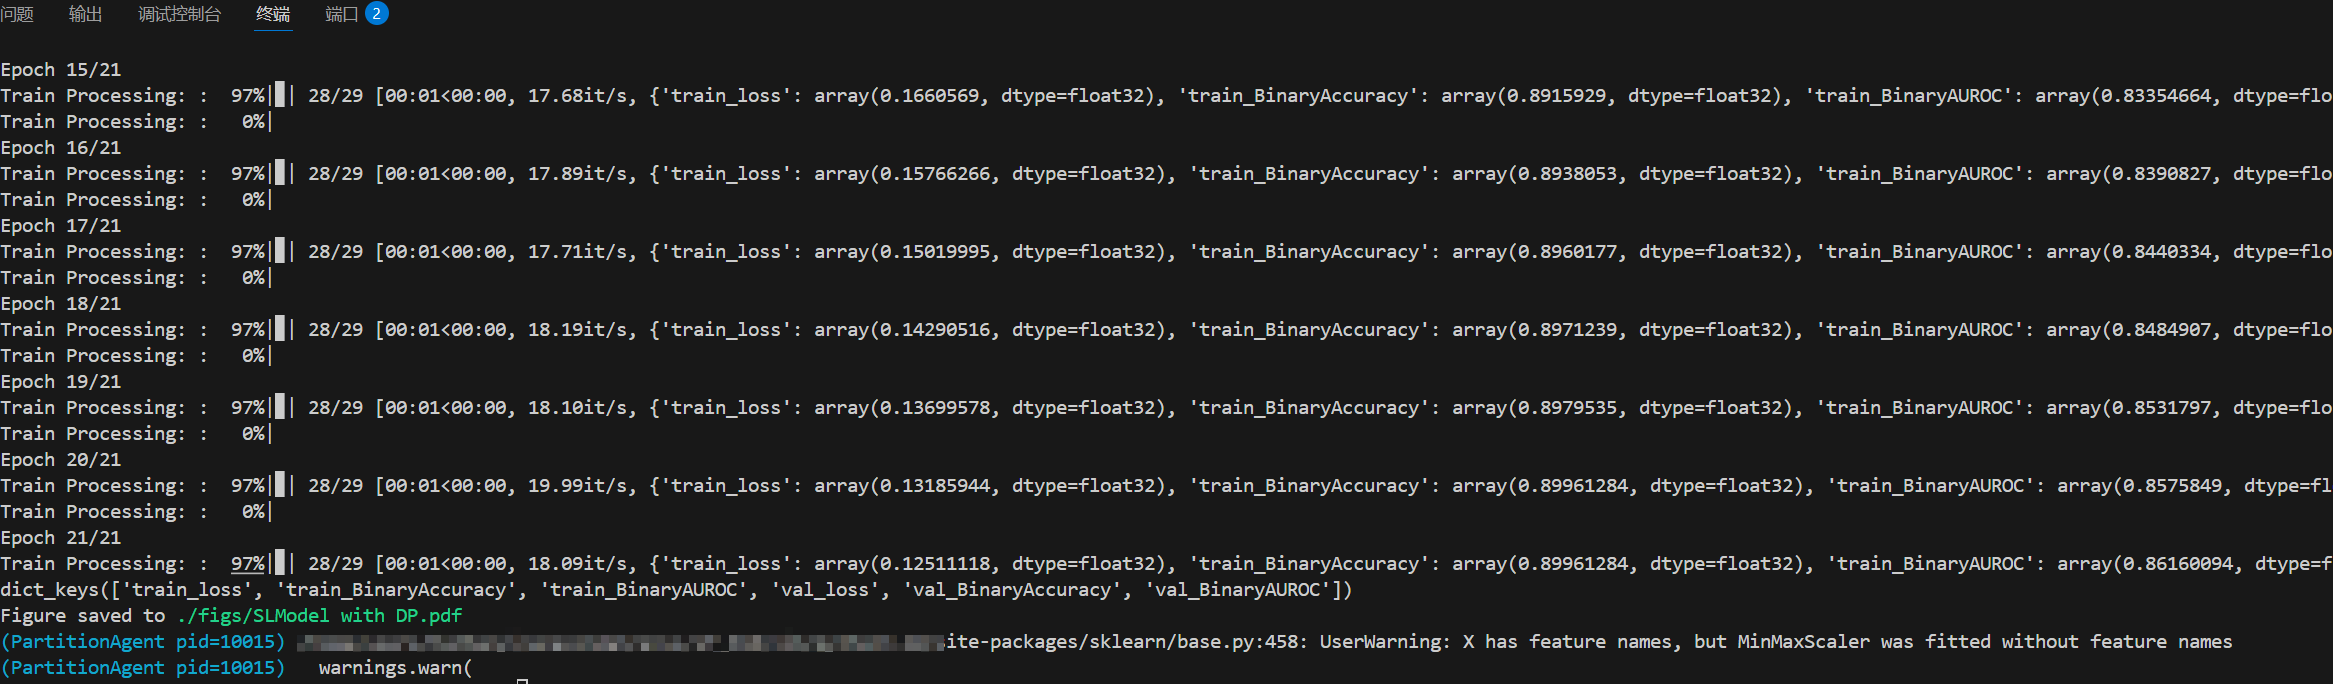 问题 输出 调试控制台 终端 端口 2
Epoch 15/21
Train Processing: :  97%|█| 28/29 [00:01<00:00, 17.68it/s, {'train_loss': array(0.1660569, dtype=float32), 'train_BinaryAccuracy': array(0.8915929, dtype=float32), 'train_BinaryAUROC': array(0.83354664, dtype=flo
Train Processing: :   0%|
Epoch 16/21
Train Processing: :  97%|█| 28/29 [00:01<00:00, 17.89it/s, {'train_loss': array(0.15766266, dtype=float32), 'train_BinaryAccuracy': array(0.8938053, dtype=float32), 'train_BinaryAUROC': array(0.8390827, dtype=flo
Train Processing: :   0%|
Epoch 17/21
Train Processing: :  97%|█| 28/29 [00:01<00:00, 17.71it/s, {'train_loss': array(0.15019995, dtype=float32), 'train_BinaryAccuracy': array(0.8960177, dtype=float32), 'train_BinaryAUROC': array(0.8440334, dtype=flo
Train Processing: :   0%|
Epoch 18/21
Train Processing: :  97%|█| 28/29 [00:01<00:00, 18.19it/s, {'train_loss': array(0.14290516, dtype=float32), 'train_BinaryAccuracy': array(0.8971239, dtype=float32), 'train_BinaryAUROC': array(0.8484907, dtype=flo
Train Processing: :   0%|
Epoch 19/21
Train Processing: :  97%|█| 28/29 [00:01<00:00, 18.10it/s, {'train_loss': array(0.13699578, dtype=float32), 'train_BinaryAccuracy': array(0.8979535, dtype=float32), 'train_BinaryAUROC': array(0.8531797, dtype=flo
Train Processing: :   0%|
Epoch 20/21
Train Processing: :  97%|█| 28/29 [00:01<00:00, 19.99it/s, {'train_loss': array(0.13185944, dtype=float32), 'train_BinaryAccuracy': array(0.89961284, dtype=float32), 'train_BinaryAUROC': array(0.8575849, dtype=fl
Train Processing: :   0%|
Epoch 21/21
Train Processing: :  97%|█| 28/29 [00:01<00:00, 18.09it/s, {'train_loss': array(0.12511118, dtype=float32), 'train_BinaryAccuracy': array(0.89961284, dtype=float32), 'train_BinaryAUROC': array(0.86160094, dtype=f
dict_keys(['train_loss', 'train_BinaryAccuracy', 'train_BinaryAUROC', 'val_loss', 'val_BinaryAccuracy', 'val_BinaryAUROC'])
Figure saved to ./figs/SLModel with DP.pdf
(PartitionAgent pid=10015) ite-packages/sklearn/base.py:458: UserWarning: X has feature names, but MinMaxScaler was fitted without feature names
(PartitionAgent pid=10015)   warnings.warn(